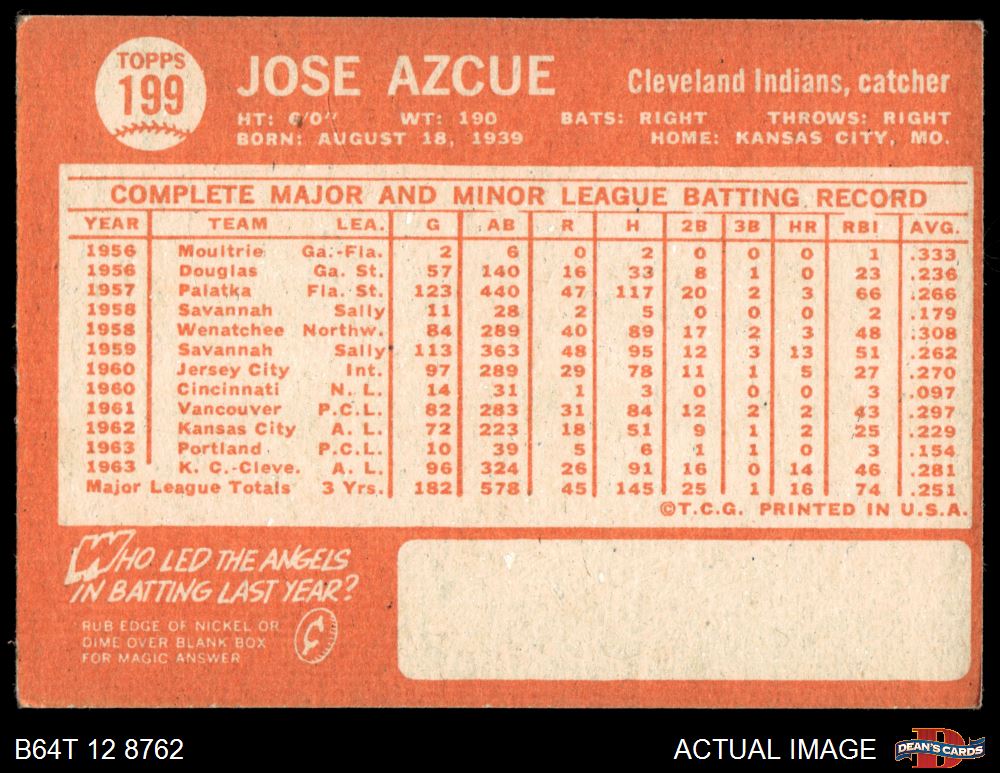 TOPPS
199
JOSE AZCUE
Cleveland Indians, catcher
HT: 6'0" WT: 190 BATS: RIGHT THROWS: RIGHT
BORN: AUGUST 18, 1939 HOME: KANSAS CITY, MO.
COMPLETE MAJOR AND MINOR LEAGUE BATTING RECORD
YEAR TEAM LEA. G AB R H 2B 3B HR RBI AVG.
1956 Moultrie Ga.-Fla. 2 6 0 2 0 0 0 1 .333
1956 Douglas Ga. St. 57 140 16 33 8 1 0 23 .236
1957 Palatka Fla. St. 123 440 47 117 20 2 3 66 .266
1958 Savannah Sally 11 28 2 5 0 0 0 2 .179
1958 Wenatchee Northw. 84 289 40 89 17 2 3 48 .308
1959 Savannah Sally 113 363 48 95 12 3 13 51 .262
1960 Jersey City Int. 97 289 29 78 11 1 5 27 .270
1960 Cincinnati N. L. 14 31 1 3 0 0 0 3 .097
1961 Vancouver P.C.L. 82 283 31 84 12 2 2 43 .297
1962 Kansas City A. L. 72 223 18 51 9 1 2 25 .229
1963 Portland P.C.L. 10 39 5 6 1 1 0 3 .154
1963 K. C.-Cleve. A. L. 96 324 26 91 16 0 14 46 .281
Major League Totals 3 Yrs. 182 578 45 145 25 1 16 74 .251
©T.C.G. PRINTED IN U.S.A.
WHO LED THE ANGELS
IN BATTING LAST YEAR?
RUB EDGE OF NICKEL OR
DIME OVER BLANK BOX
FOR MAGIC ANSWER
B64T 12 8762
ACTUAL IMAGE
DEAN'S CARDS